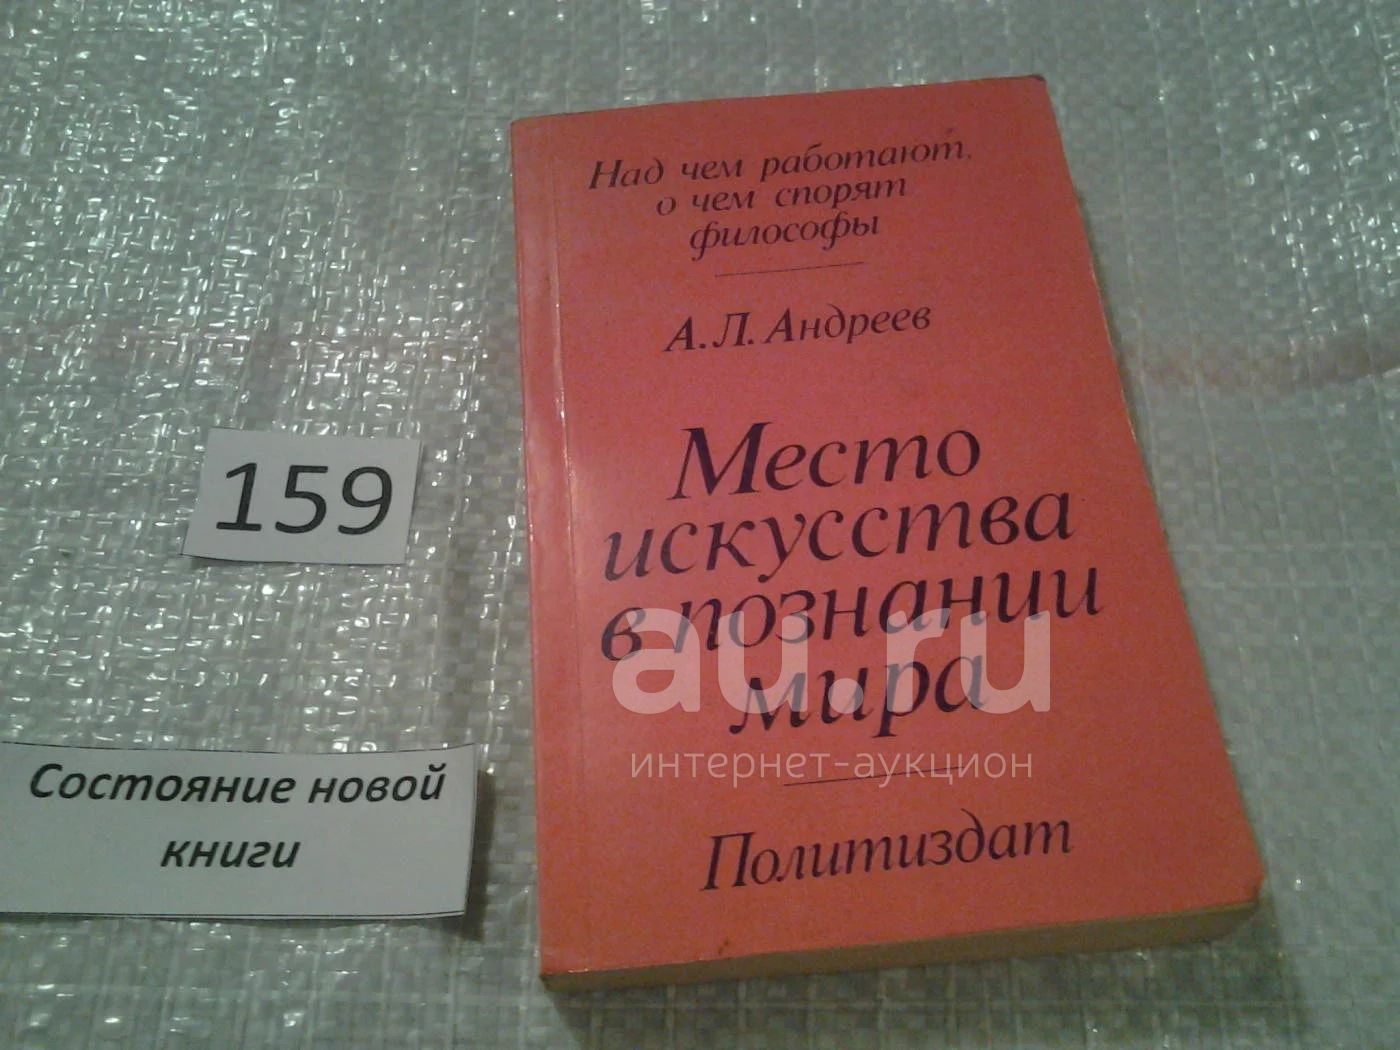 Над чем работают,
о чем спорят
философы
А. Л. Андреев
Место
искусства
в познании
мира
Политиздат
159
Состояние новой
книги
au.ru
интернет-аукцион